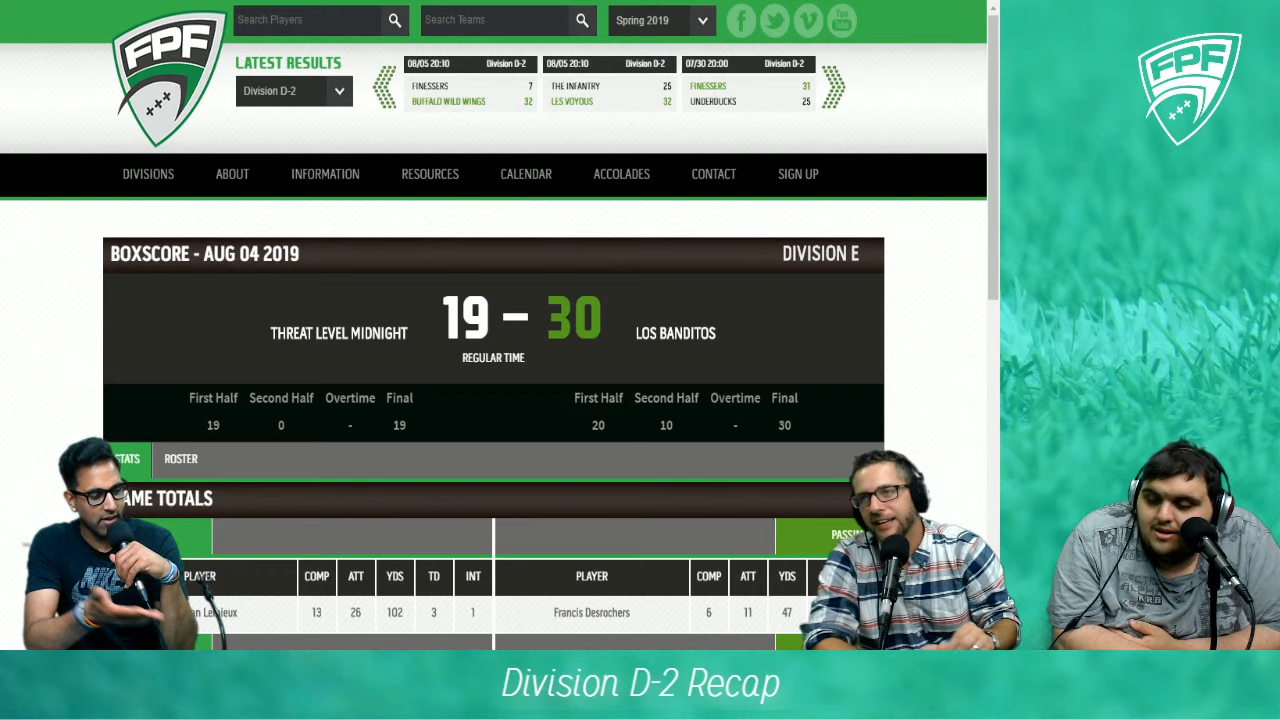 Search Players
Search Teams
Spring 2019
You
Tube
FPF
LATEST RESULTS
Division D-2
08/05 20:10 Division D-2
FINESSERS 7
BUFFALO WILD WINGS 32
08/05 20:10 Division D-2
THE INFANTRY 25
LES VOYOUS 32
07/30 20:00 Division D-2
FINESSERS 31
UNDERDUCKS 25
FPF
DIVISIONS ABOUT INFORMATION RESOURCES CALENDAR ACCOLADES CONTACT SIGN UP
BOXSCORE - AUG 04 2019 DIVISION E
THREAT LEVEL MIDNIGHT 19 – 30 LOS BANDITOS
REGULAR TIME
First Half Second Half Overtime Final First Half Second Half Overtime Final
19 0 - 19 20 10 - 30
STATS ROSTER
GAME TOTALS
PLAYER COMP ATT YDS TD INT PLAYER COMP ATT YDS
13 26 102 3 1 Francis Desrochers 6 11 47
NIKE
KRB
Division D-2 Recap